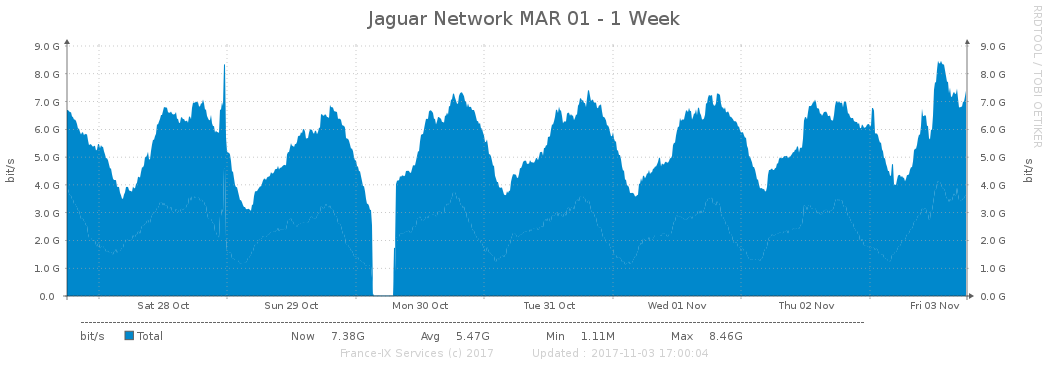 Jaguar Network MAR 01 - 1 Week
RRDTOOL / TOBI OETIKER
9.0 G 9.0 G
8.0 G 8.0 G
7.0 G 7.0 G
6.0 G 6.0 G
5.0 G 5.0 G
4.0 G 4.0 G
3.0 G 3.0 G
2.0 G 2.0 G
1.0 G 1.0 G
0.0 0.0 G
bit/s
bit/s
Sat 28 Oct Sun 29 Oct Mon 30 Oct Tue 31 Oct Wed 01 Nov Thu 02 Nov Fri 03 Nov
bit/s Total Now 7.38G Avg 5.47G Min 1.11M Max 8.46G
France-IX Services (c) 2017 Updated : 2017-11-03 17:00:04